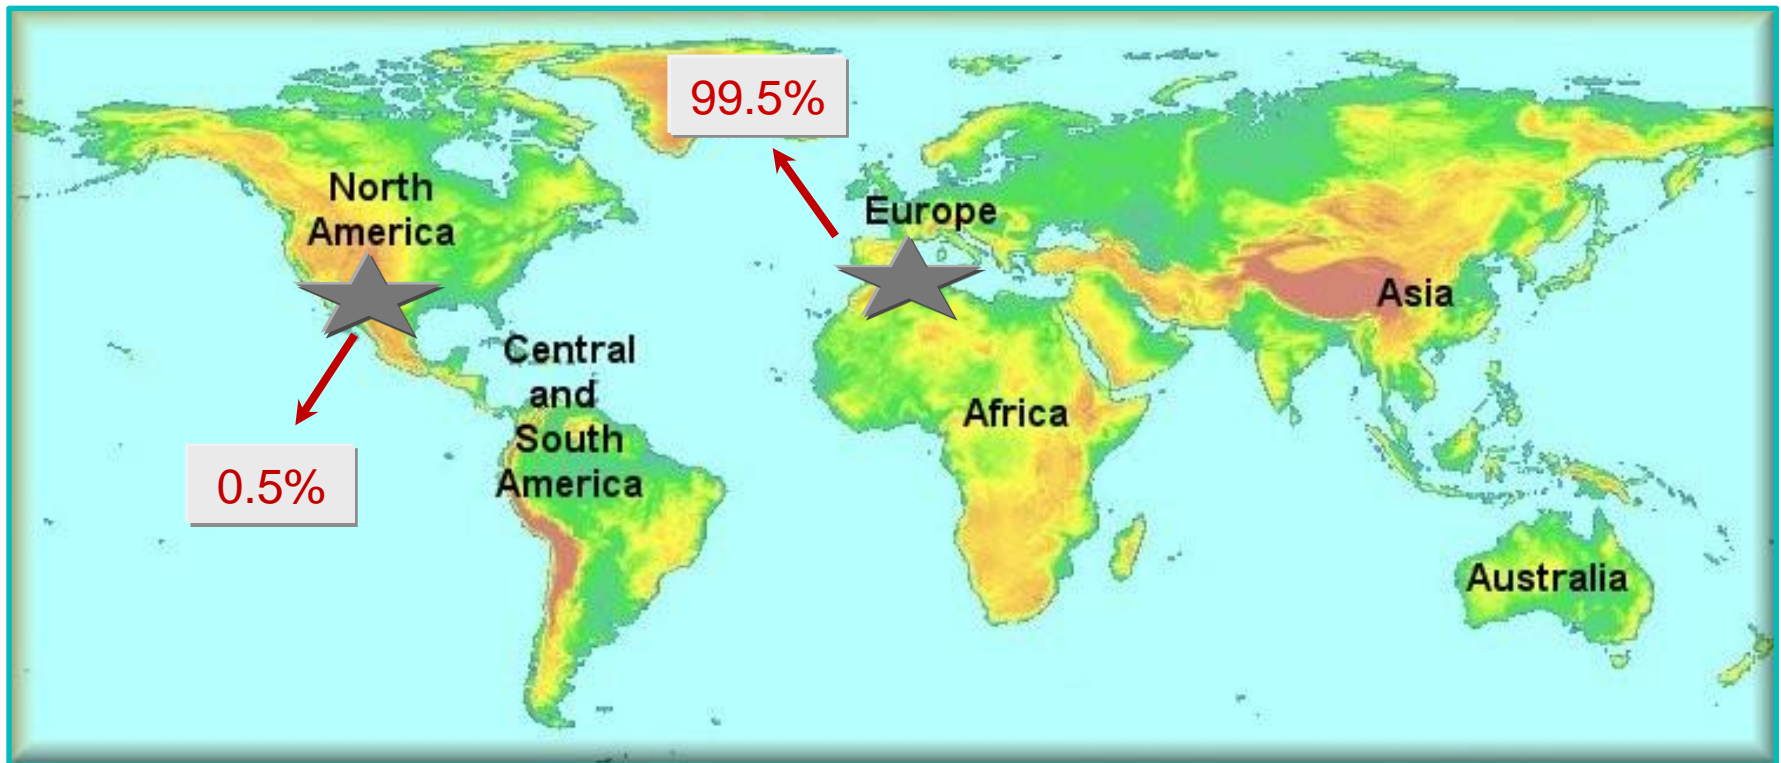 99.5%
North
America
Europe
Asia
Central
and
South
America
Africa
0.5%
Australia